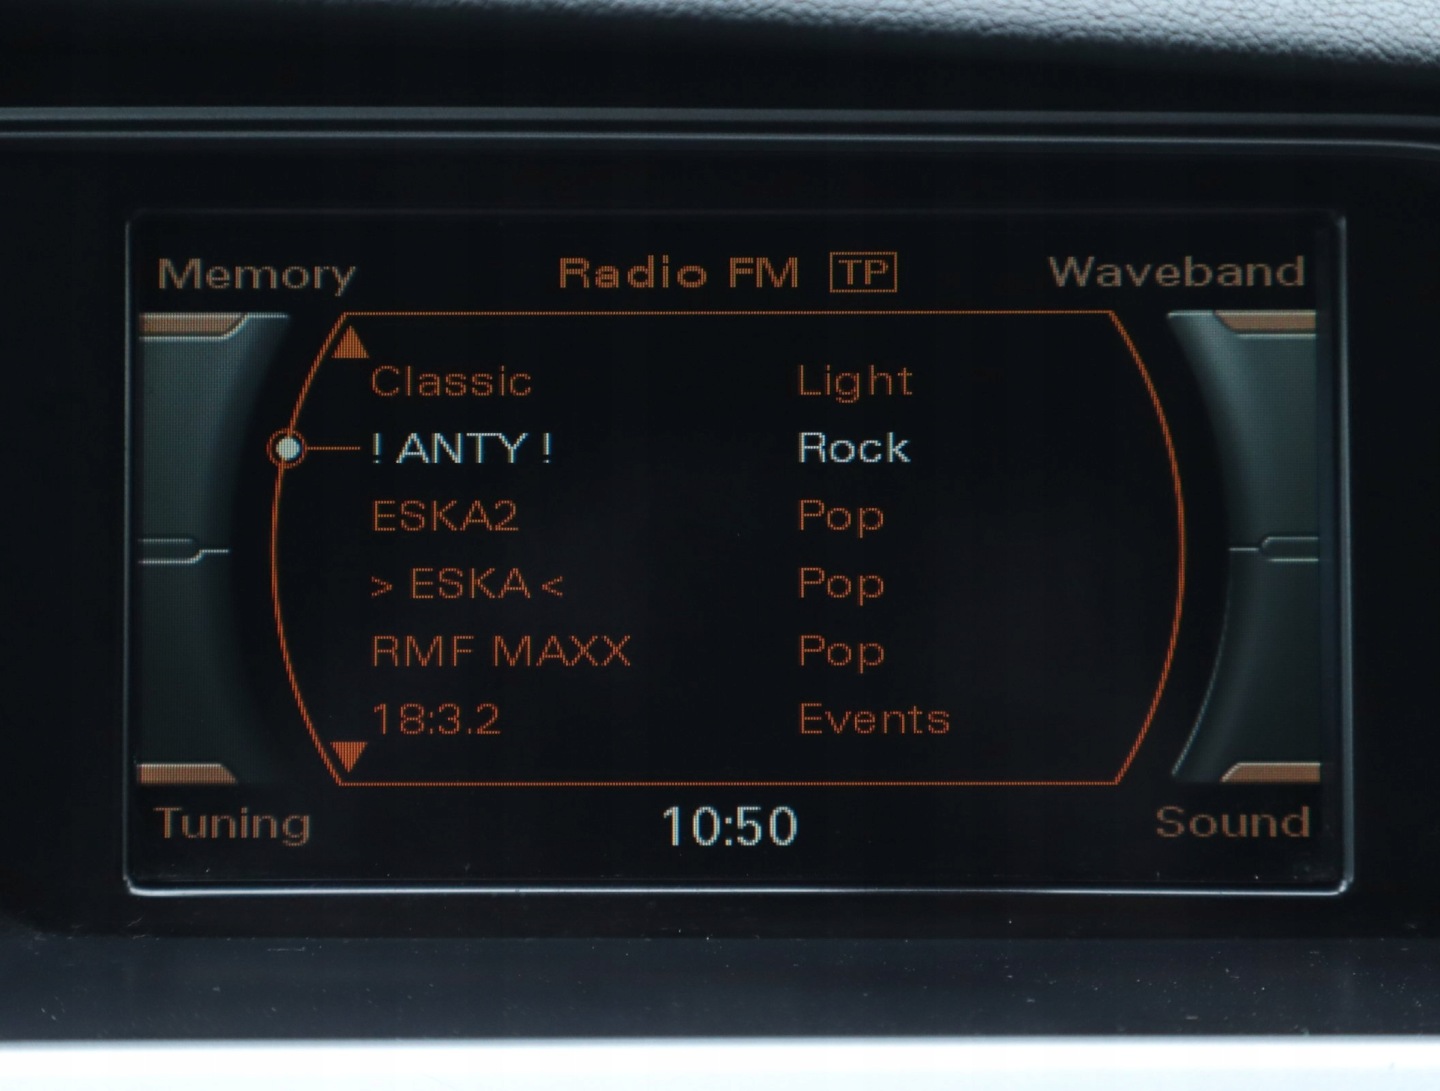 Memory Radio FM TP Waveband
Classic Light
! ANTY ! Rock
ESKA2 Pop
> ESKA < Pop
RMF MAXX Pop
18:3.2 Events
Tuning 10:50 Sound